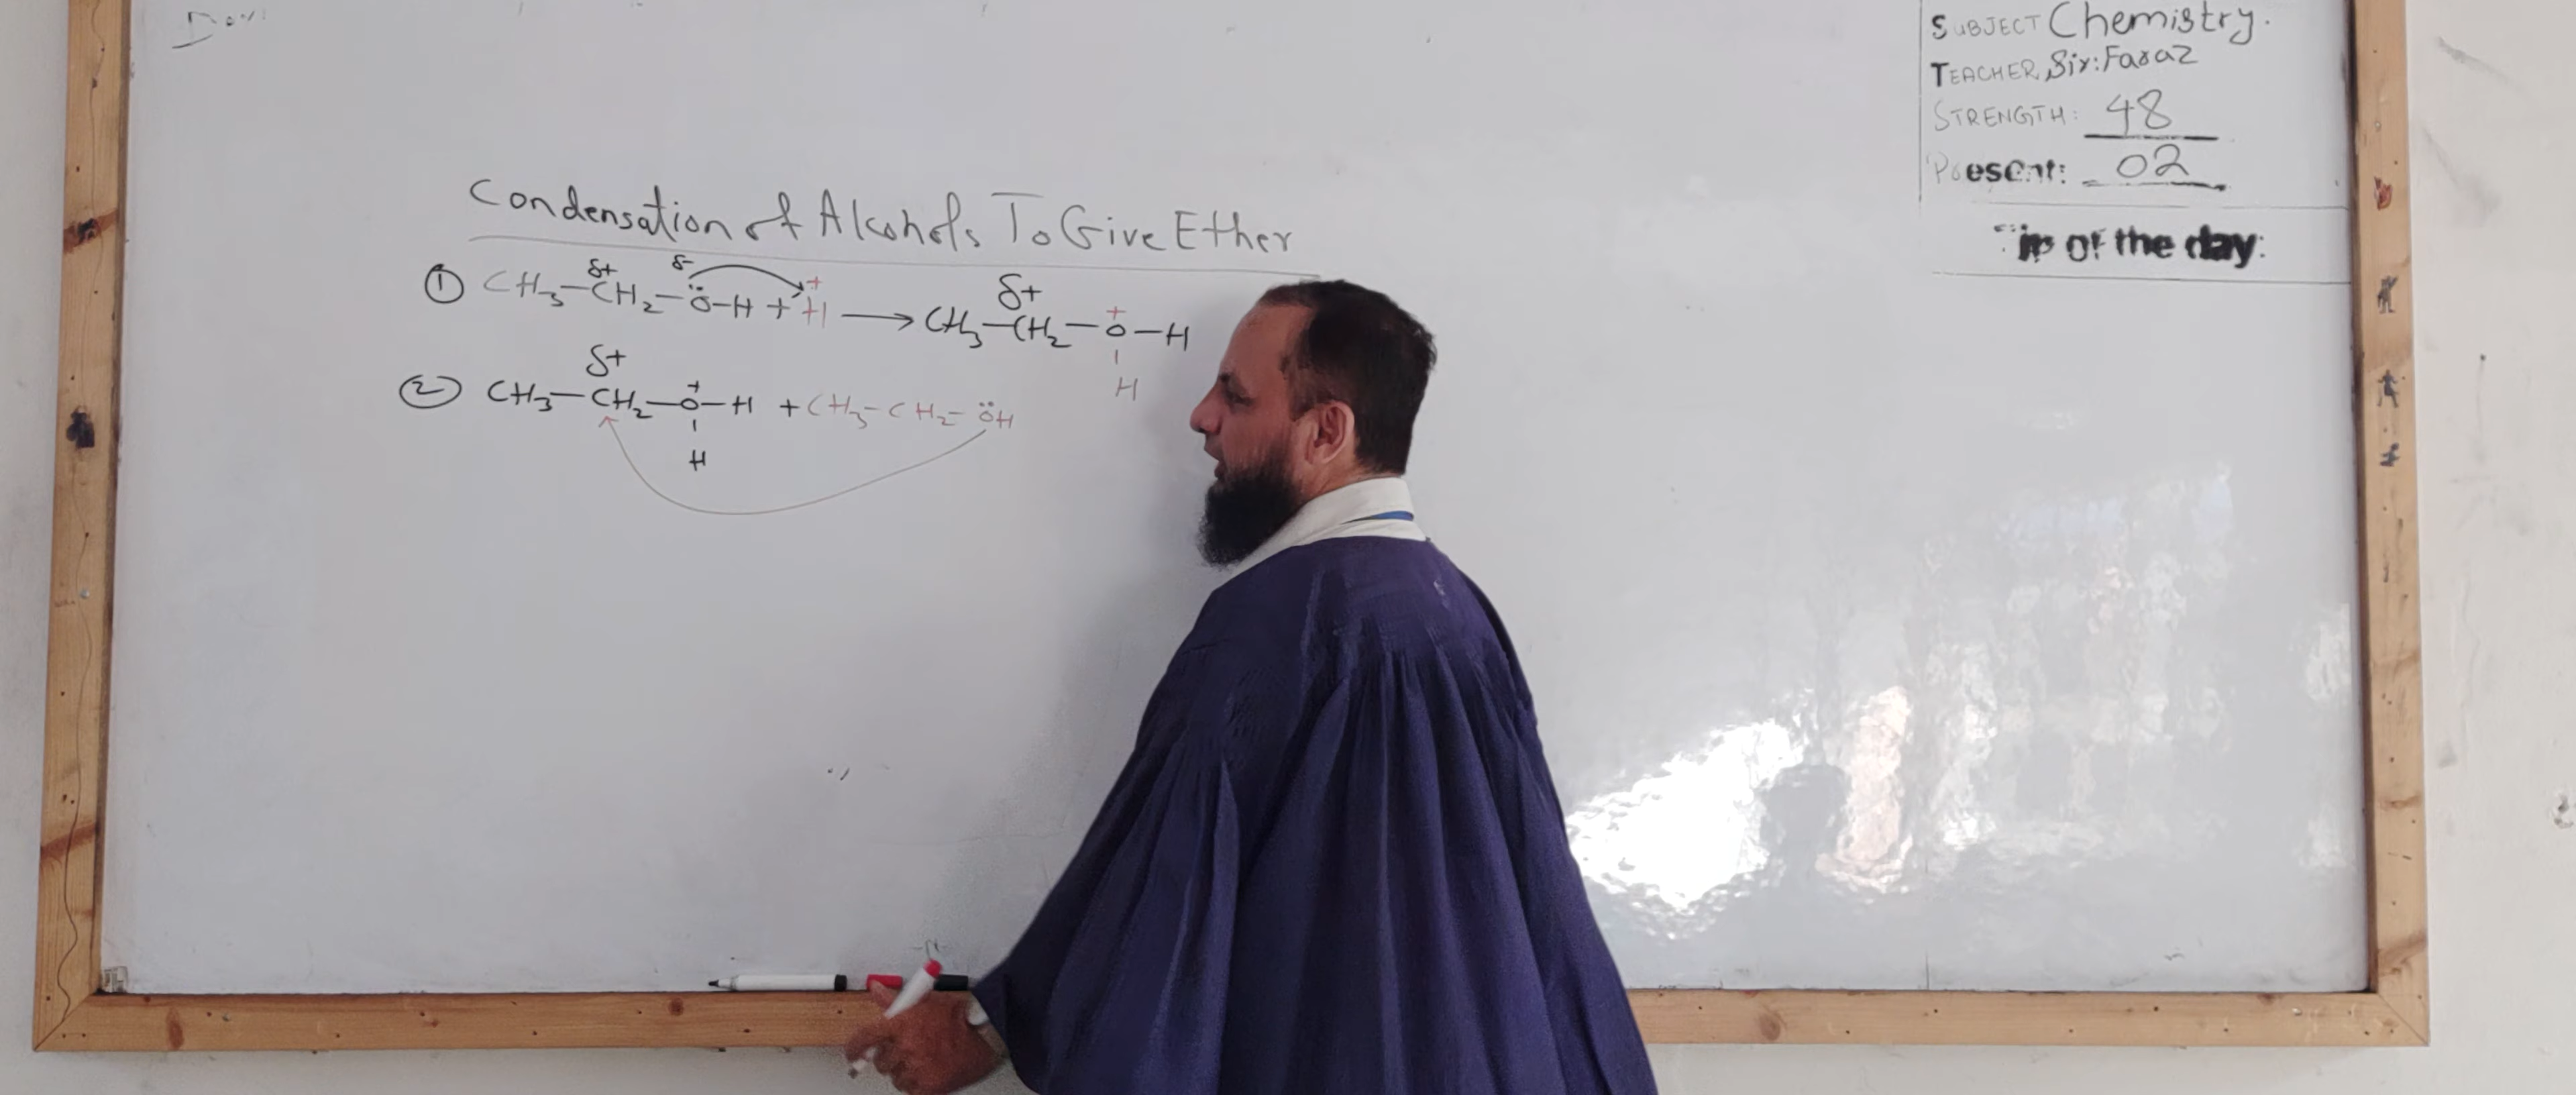 SUBJECT Chemistry.
TEACHER Sir: Faraz
STRENGTH: 48
Present: 02
Tip of the day:
Condensation of Alcohols To Give Ether
① CH₃–CH₂–Ö–H + H⁺ ⟶ CH₃–CH₂–O⁺–H
δ+ δ- δ+
H
② CH₃–CH₂–O⁺–H + CH₃–CH₂–ÖH
δ+
H